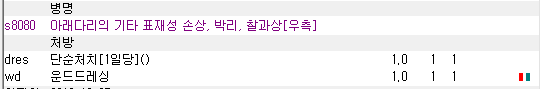 병명
s8080 아래다리의 기타 표재성 손상, 박리, 찰과상[우측]
처방
dres 단순처치[1일당]() 1.0 1 1
wd 운드드레싱 1.0 1 1